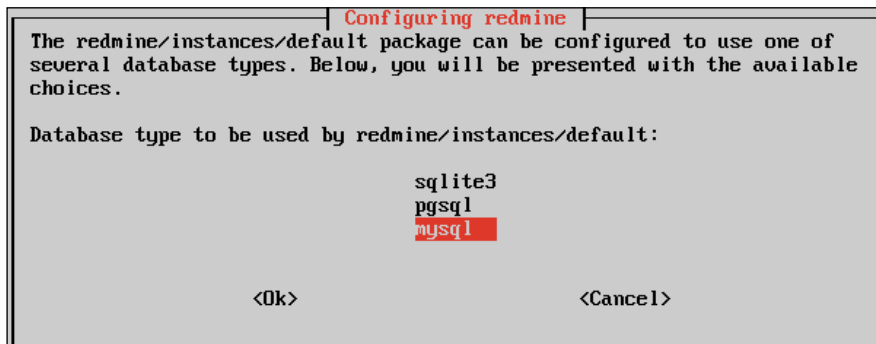 Configuring redmine
The redmine/instances/default package can be configured to use one of
several database types. Below, you will be presented with the available
choices.
Database type to be used by redmine/instances/default:
sqlite3
pgsql
mysql
<Ok>
<Cancel>